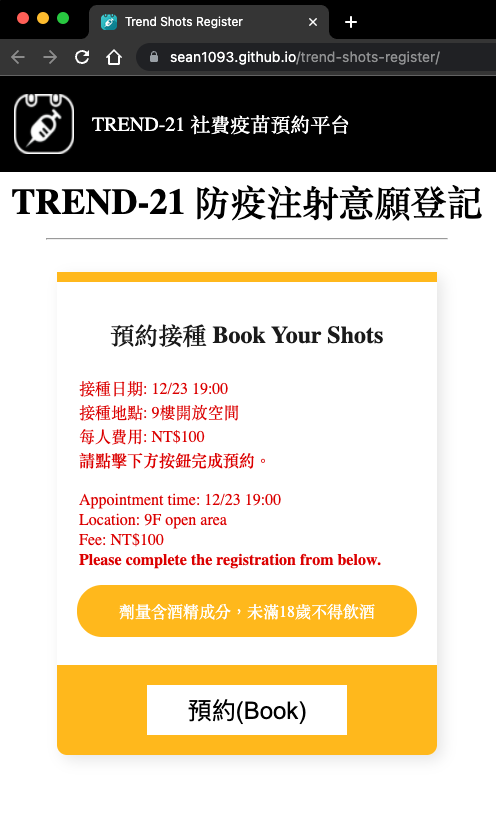 Trend Shots Register
sean1093.github.io/trend-shots-register/
TREND-21 社費疫苗預約平台
TREND-21 防疫注射意願登記
預約接種 Book Your Shots
接種日期: 12/23 19:00
接種地點: 9樓開放空間
每人費用: NT$100
請點擊下方按鈕完成預約。
Appointment time: 12/23 19:00
Location: 9F open area
Fee: NT$100
Please complete the registration from below.
劑量含酒精成分，未滿18歲不得飲酒
預約(Book)